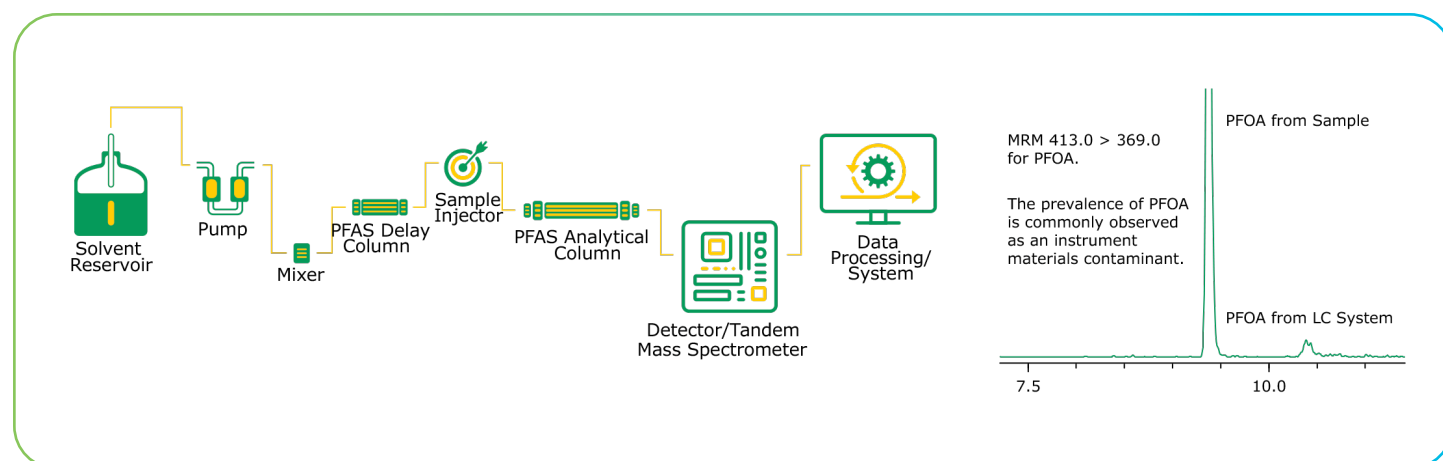 Solvent
Reservoir
Pump
Mixer
PFAS Delay
Column
Sample
Injector
PFAS Analytical
Column
Detector/Tandem
Mass Spectrometer
Data
Processing/
System
MRM 413.0 > 369.0
for PFOA.
The prevalence of PFOA
is commonly observed
as an instrument
materials contaminant.
PFOA from Sample
PFOA from LC System
7.5
10.0